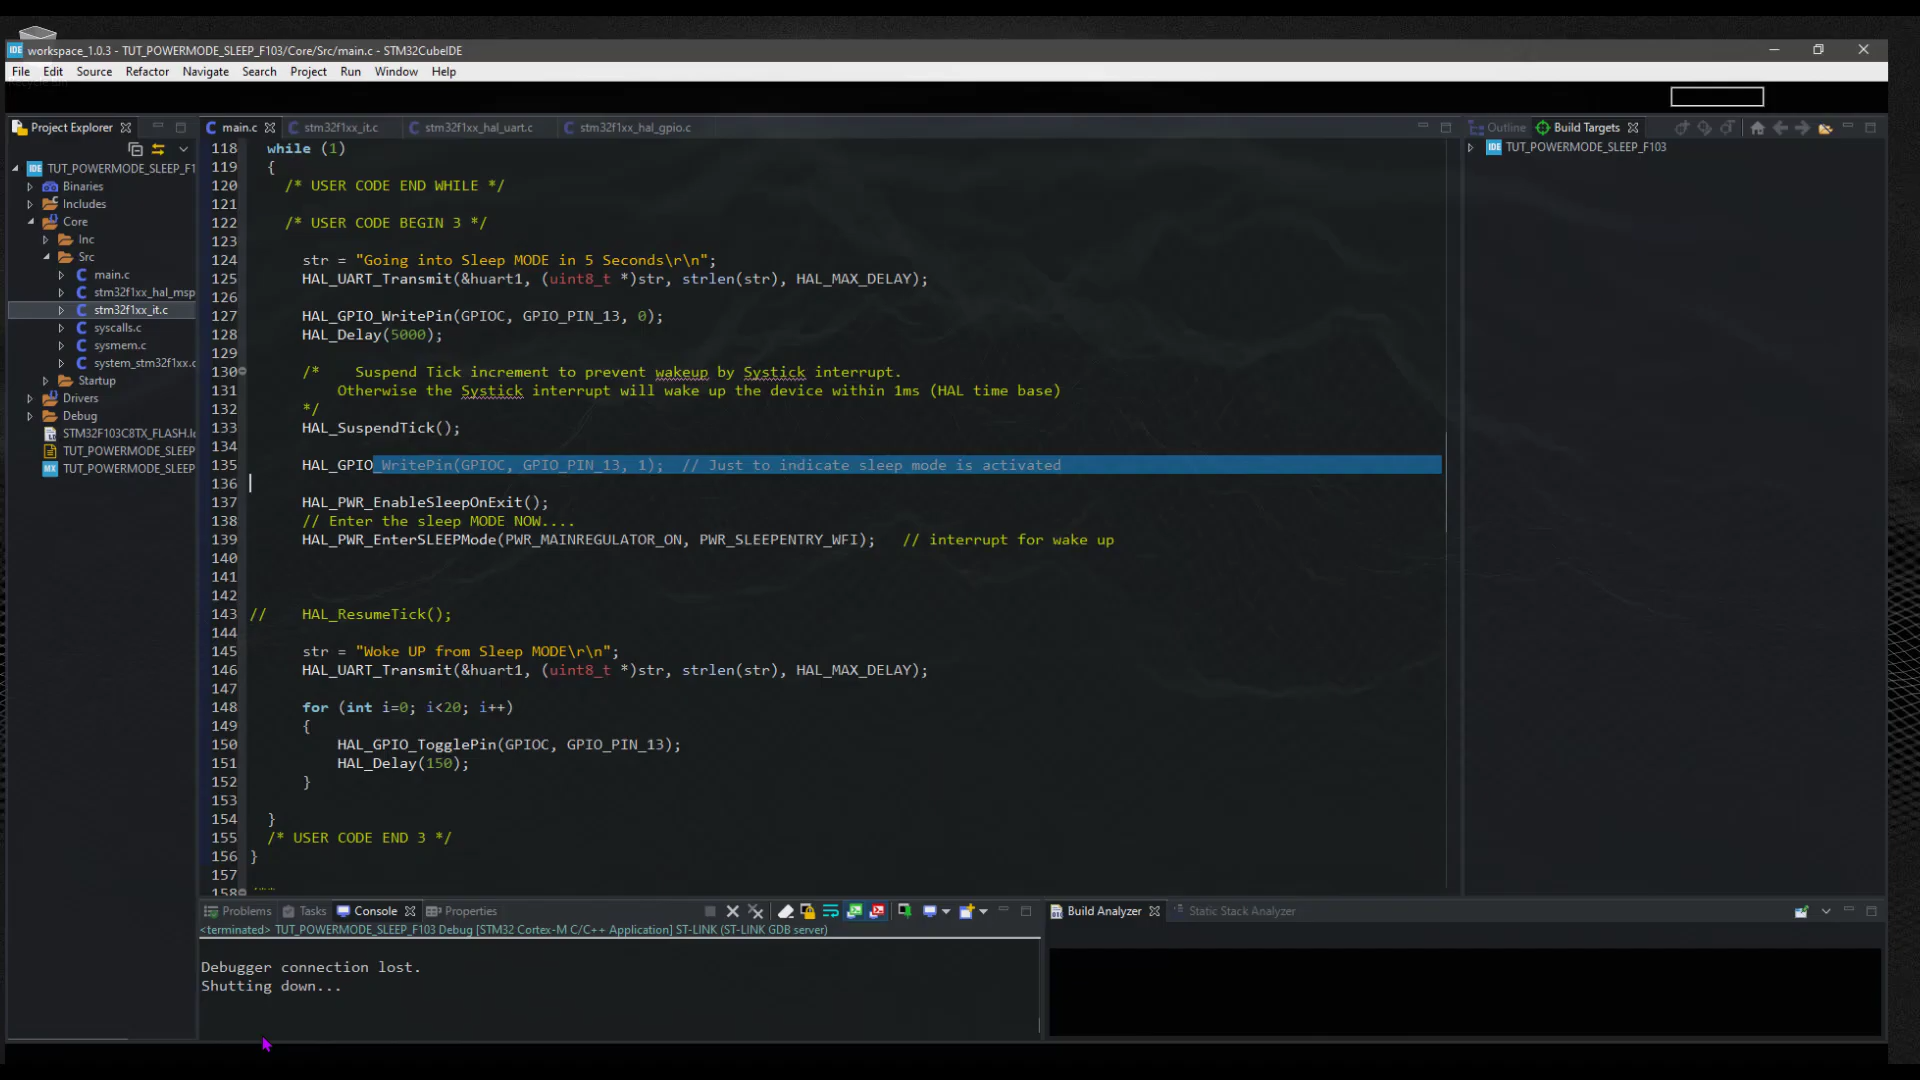 workspace_1.0.3 - TUT_POWERMODE_SLEEP_F103/Core/Src/main.c - STM32CubeIDE
File Edit Source Refactor Navigate Search Project Run Window Help
Project Explorer
TUT_POWERMODE_SLEEP_F1
Binaries
Includes
Core
Inc
Src
main.c
stm32f1xx_hal_msp
stm32f1xx_it.c
syscalls.c
sysmem.c
system_stm32f1xx.c
Startup
Drivers
Debug
STM32F103C8TX_FLASH.l
TUT_POWERMODE_SLEEP
TUT_POWERMODE_SLEEP
main.c stm32f1xx_it.c stm32f1xx_hal_uart.c stm32f1xx_hal_gpio.c
118 while (1)
119 {
120 /* USER CODE END WHILE */
121
122 /* USER CODE BEGIN 3 */
123
124 str = "Going into Sleep MODE in 5 Seconds\r\n";
125 HAL_UART_Transmit(&huart1, (uint8_t *)str, strlen(str), HAL_MAX_DELAY);
126
127 HAL_GPIO_WritePin(GPIOC, GPIO_PIN_13, 0);
128 HAL_Delay(5000);
129
130 /* Suspend Tick increment to prevent wakeup by Systick interrupt.
131 Otherwise the Systick interrupt will wake up the device within 1ms (HAL time base)
132 */
133 HAL_SuspendTick();
134
135 HAL_GPIO_WritePin(GPIOC, GPIO_PIN_13, 1); // Just to indicate sleep mode is activated
136
137 HAL_PWR_EnableSleepOnExit();
138 // Enter the sleep MODE NOW....
139 HAL_PWR_EnterSLEEPMode(PWR_MAINREGULATOR_ON, PWR_SLEEPENTRY_WFI); // interrupt for wake up
140
141
142
143 // HAL_ResumeTick();
144
145 str = "Woke UP from Sleep MODE\r\n";
146 HAL_UART_Transmit(&huart1, (uint8_t *)str, strlen(str), HAL_MAX_DELAY);
147
148 for (int i=0; i<20; i++)
149 {
150 HAL_GPIO_TogglePin(GPIOC, GPIO_PIN_13);
151 HAL_Delay(150);
152 }
153
154 }
155 /* USER CODE END 3 */
156 }
157
158 /**
Outline Build Targets
TUT_POWERMODE_SLEEP_F103
Problems Tasks Console Properties
<terminated> TUT_POWERMODE_SLEEP_F103 Debug [STM32 Cortex-M C/C++ Application] ST-LINK (ST-LINK GDB server)
Debugger connection lost.
Shutting down...
Build Analyzer Static Stack Analyzer